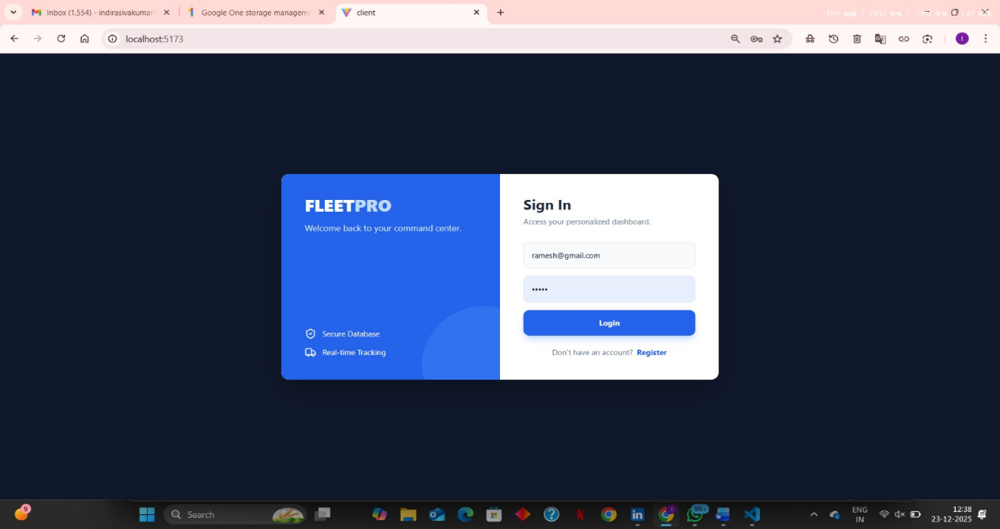 Inbox (1,554) - indirasivakumar
Google One storage managem
client
FPS N/A GPU 0% CPU 5% LAT N/A
localhost:5173
I
FLEETPRO
Welcome back to your command center.
Secure Database
Real-time Tracking
Sign In
Access your personalized dashboard.
ramesh@gmail.com
•••••
Login
Don't have an account? Register
9
Search
99+
ENG
IN
12:38
23-12-2025